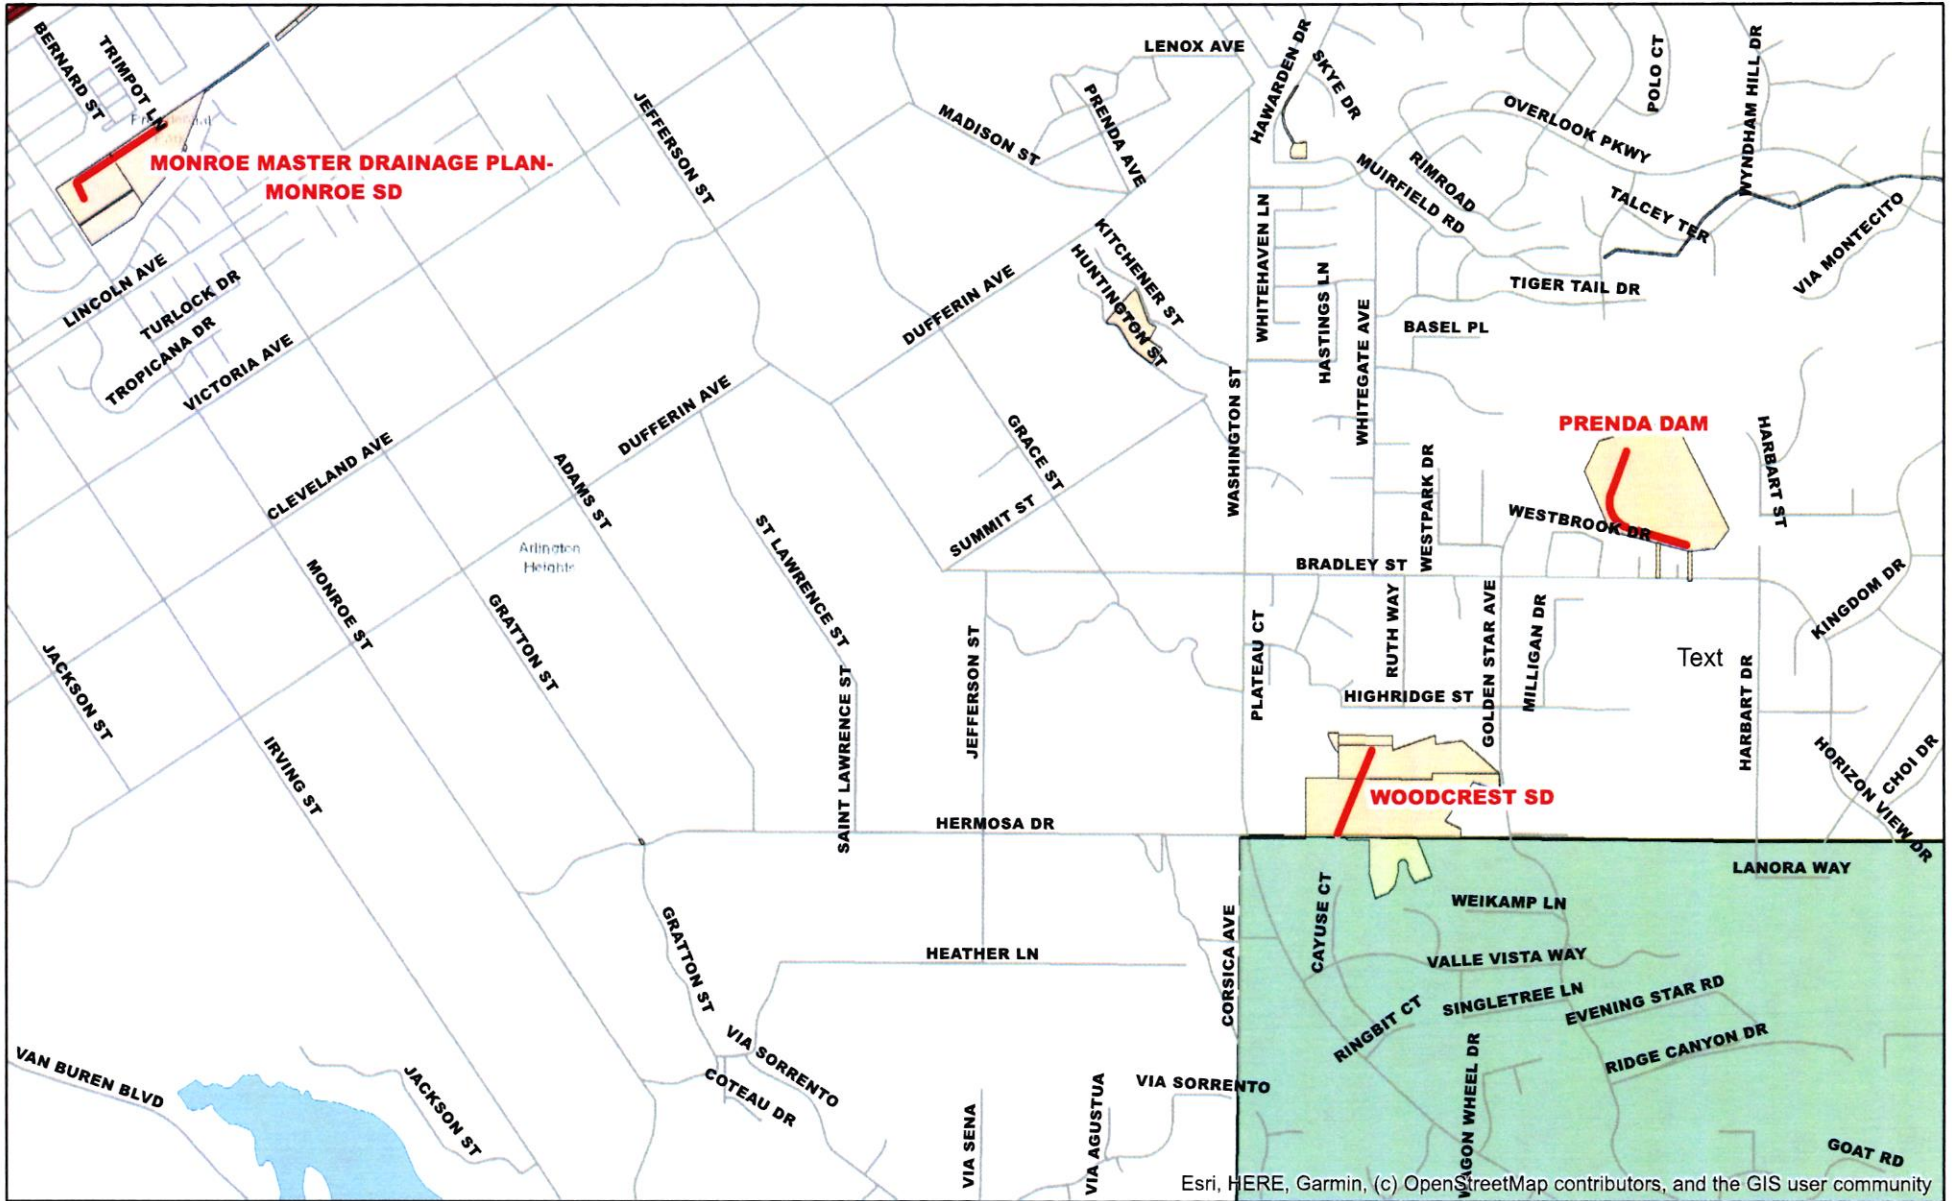 BERNARD ST
TRIMPOT LN
MONROE MASTER DRAINAGE PLAN-
MONROE SD
LINCOLN AVE
TURLOCK DR
TROPICANA DR
VICTORIA AVE
JEFFERSON ST
LENOX AVE
MADISON ST
PRENDA AVE
HAWARDEN DR
SKYE DR
OVERLOOK PKWY
POLO CT
WYNDHAM HILL DR
MUIRFIELD RD
RIMROAD
TALCEY TER
VIA MONTECITO
TIGER TAIL DR
KITCHENER ST
HUNTINGTON ST
DUFFERIN AVE
WHITEHAVEN LN
HASTINGS LN
WHITEGATE AVE
BASEL PL
CLEVELAND AVE
DUFFERIN AVE
ADAMS ST
GRACE ST
SUMMIT ST
WASHINGTON ST
WESTPARK DR
PRENDA DAM
WESTBROOK DR
HARBART ST
Arlington
Heights
ST LAWRENCE ST
BRADLEY ST
KINGDOM DR
MONROE ST
GRATTON ST
JACKSON ST
IRVING ST
SAINT LAWRENCE ST
JEFFERSON ST
PLATEAU CT
RUTH WAY
GOLDEN STAR AVE
MILLIGAN DR
Text
HIGHRIDGE ST
HARBART DR
HORIZON VIEW DR
CHOI DR
WOODCREST SD
HERMOSA DR
LANORA WAY
CAYUSE CT
WEIKAMP LN
GRATTON ST
HEATHER LN
CORSICA AVE
VALLE VISTA WAY
SINGLETREE LN
EVENING STAR RD
RINGBIT CT
RIDGE CANYON DR
VAN BUREN BLVD
JACKSON ST
VIA SORRENTO
COTEAU DR
VIA SENA
VIA AGUSTUA
VIA SORRENTO
WAGON WHEEL DR
GOAT RD
Esri, HERE, Garmin, (c) OpenStreetMap contributors, and the GIS user community